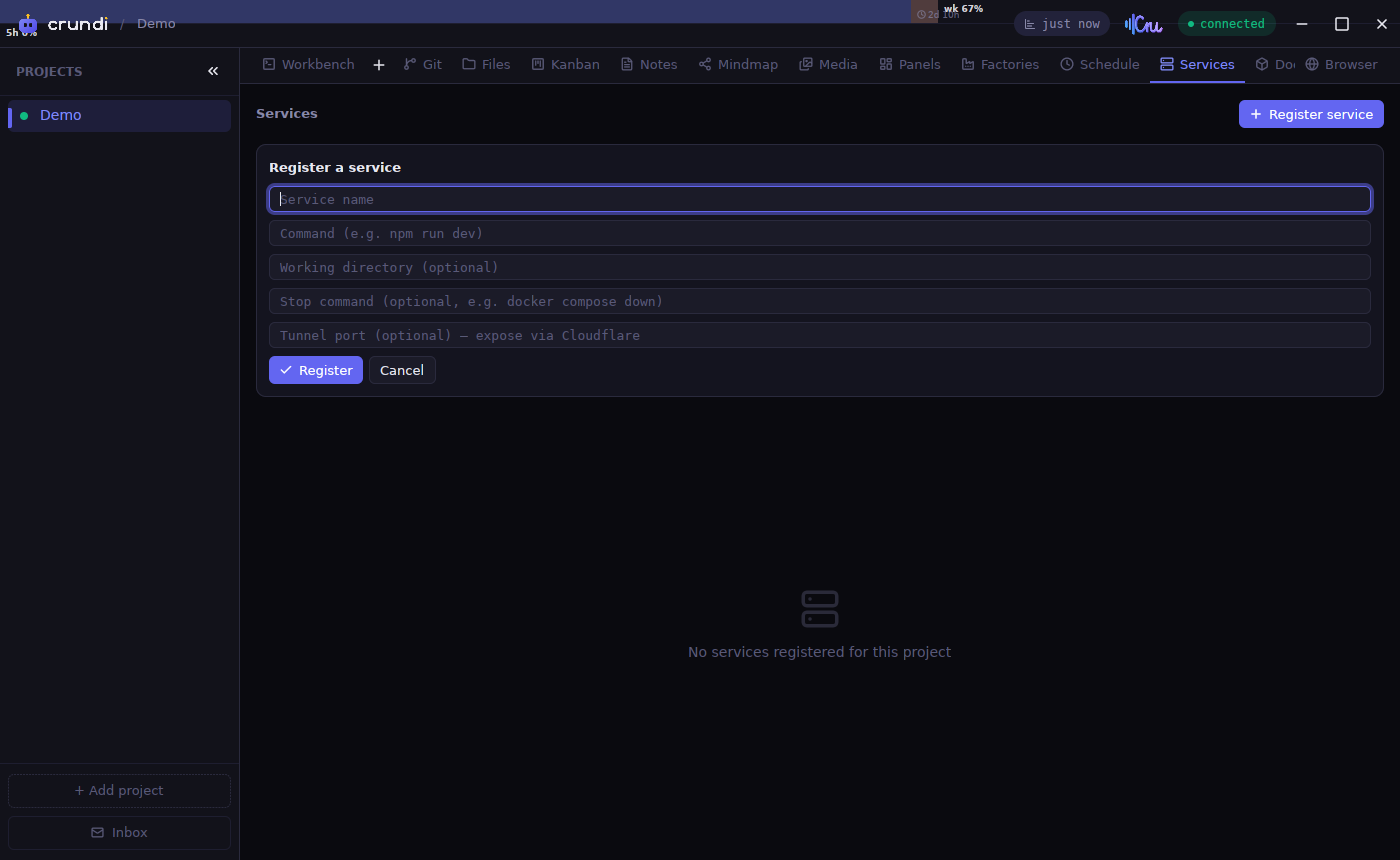 wk 67%
crundi / Demo
2d 10h
just now
Cru
connected
PROJECTS
Workbench
Git
Files
Kanban
Notes
Mindmap
Media
Panels
Factories
Schedule
Services
Browser
Demo
Services
+ Register service
Register a service
Service name
Command (e.g. npm run dev)
Working directory (optional)
Stop command (optional, e.g. docker compose down)
Tunnel port (optional) — expose via Cloudflare
Register
Cancel
No services registered for this project
+ Add project
Inbox